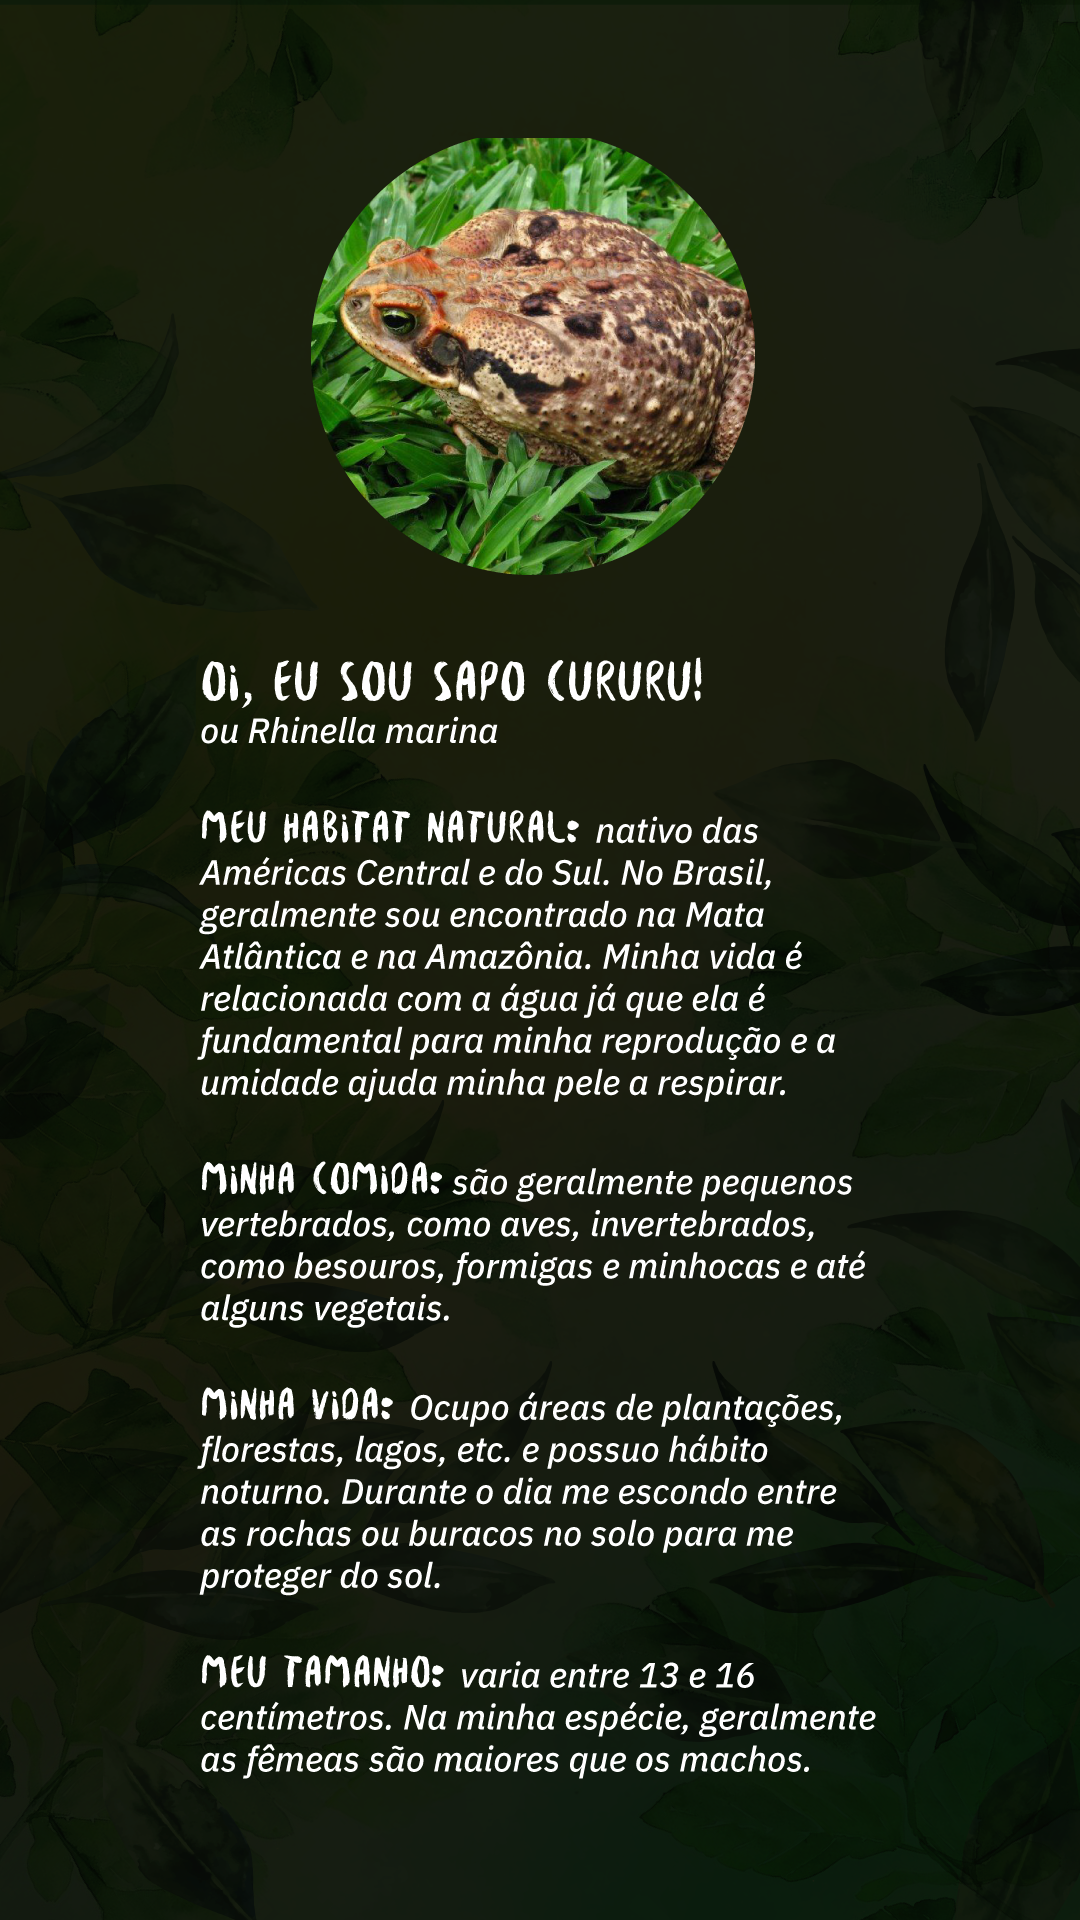 Oi, EU SOU SAPO CURURU!
ou Rhinella marina
MEU HABiTAT NATURAL: nativo das
Américas Central e do Sul. No Brasil,
geralmente sou encontrado na Mata
Atlântica e na Amazônia. Minha vida é
relacionada com a água já que ela é
fundamental para minha reprodução e a
umidade ajuda minha pele a respirar.
MiNHA COMiDA: são geralmente pequenos
vertebrados, como aves, invertebrados,
como besouros, formigas e minhocas e até
alguns vegetais.
MiNHA ViDA: Ocupo áreas de plantações,
florestas, lagos, etc. e possuo hábito
noturno. Durante o dia me escondo entre
as rochas ou buracos no solo para me
proteger do sol.
MEU TAMANHO: varia entre 13 e 16
centímetros. Na minha espécie, geralmente
as fêmeas são maiores que os machos.